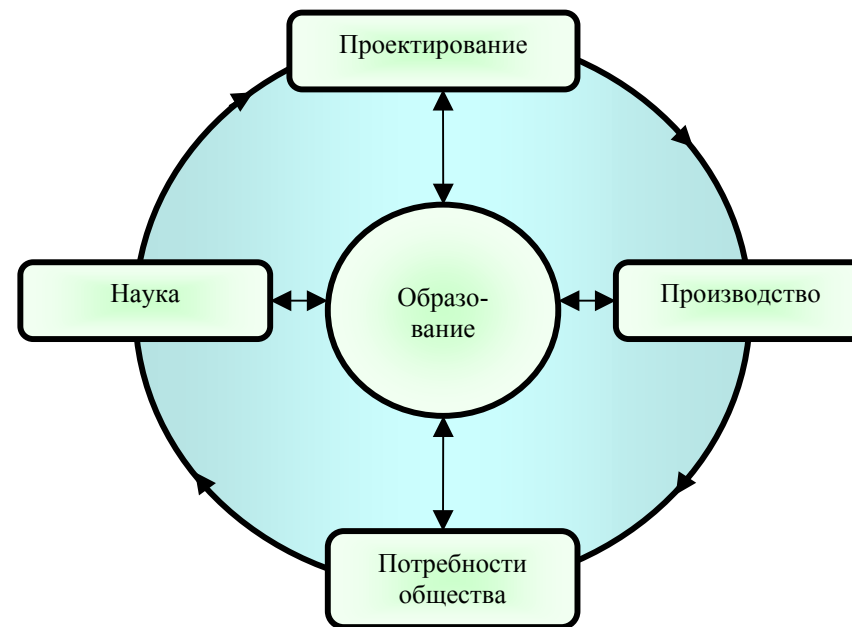 Проектирование
Наука
Образо-
вание
Производство
Потребности
общества